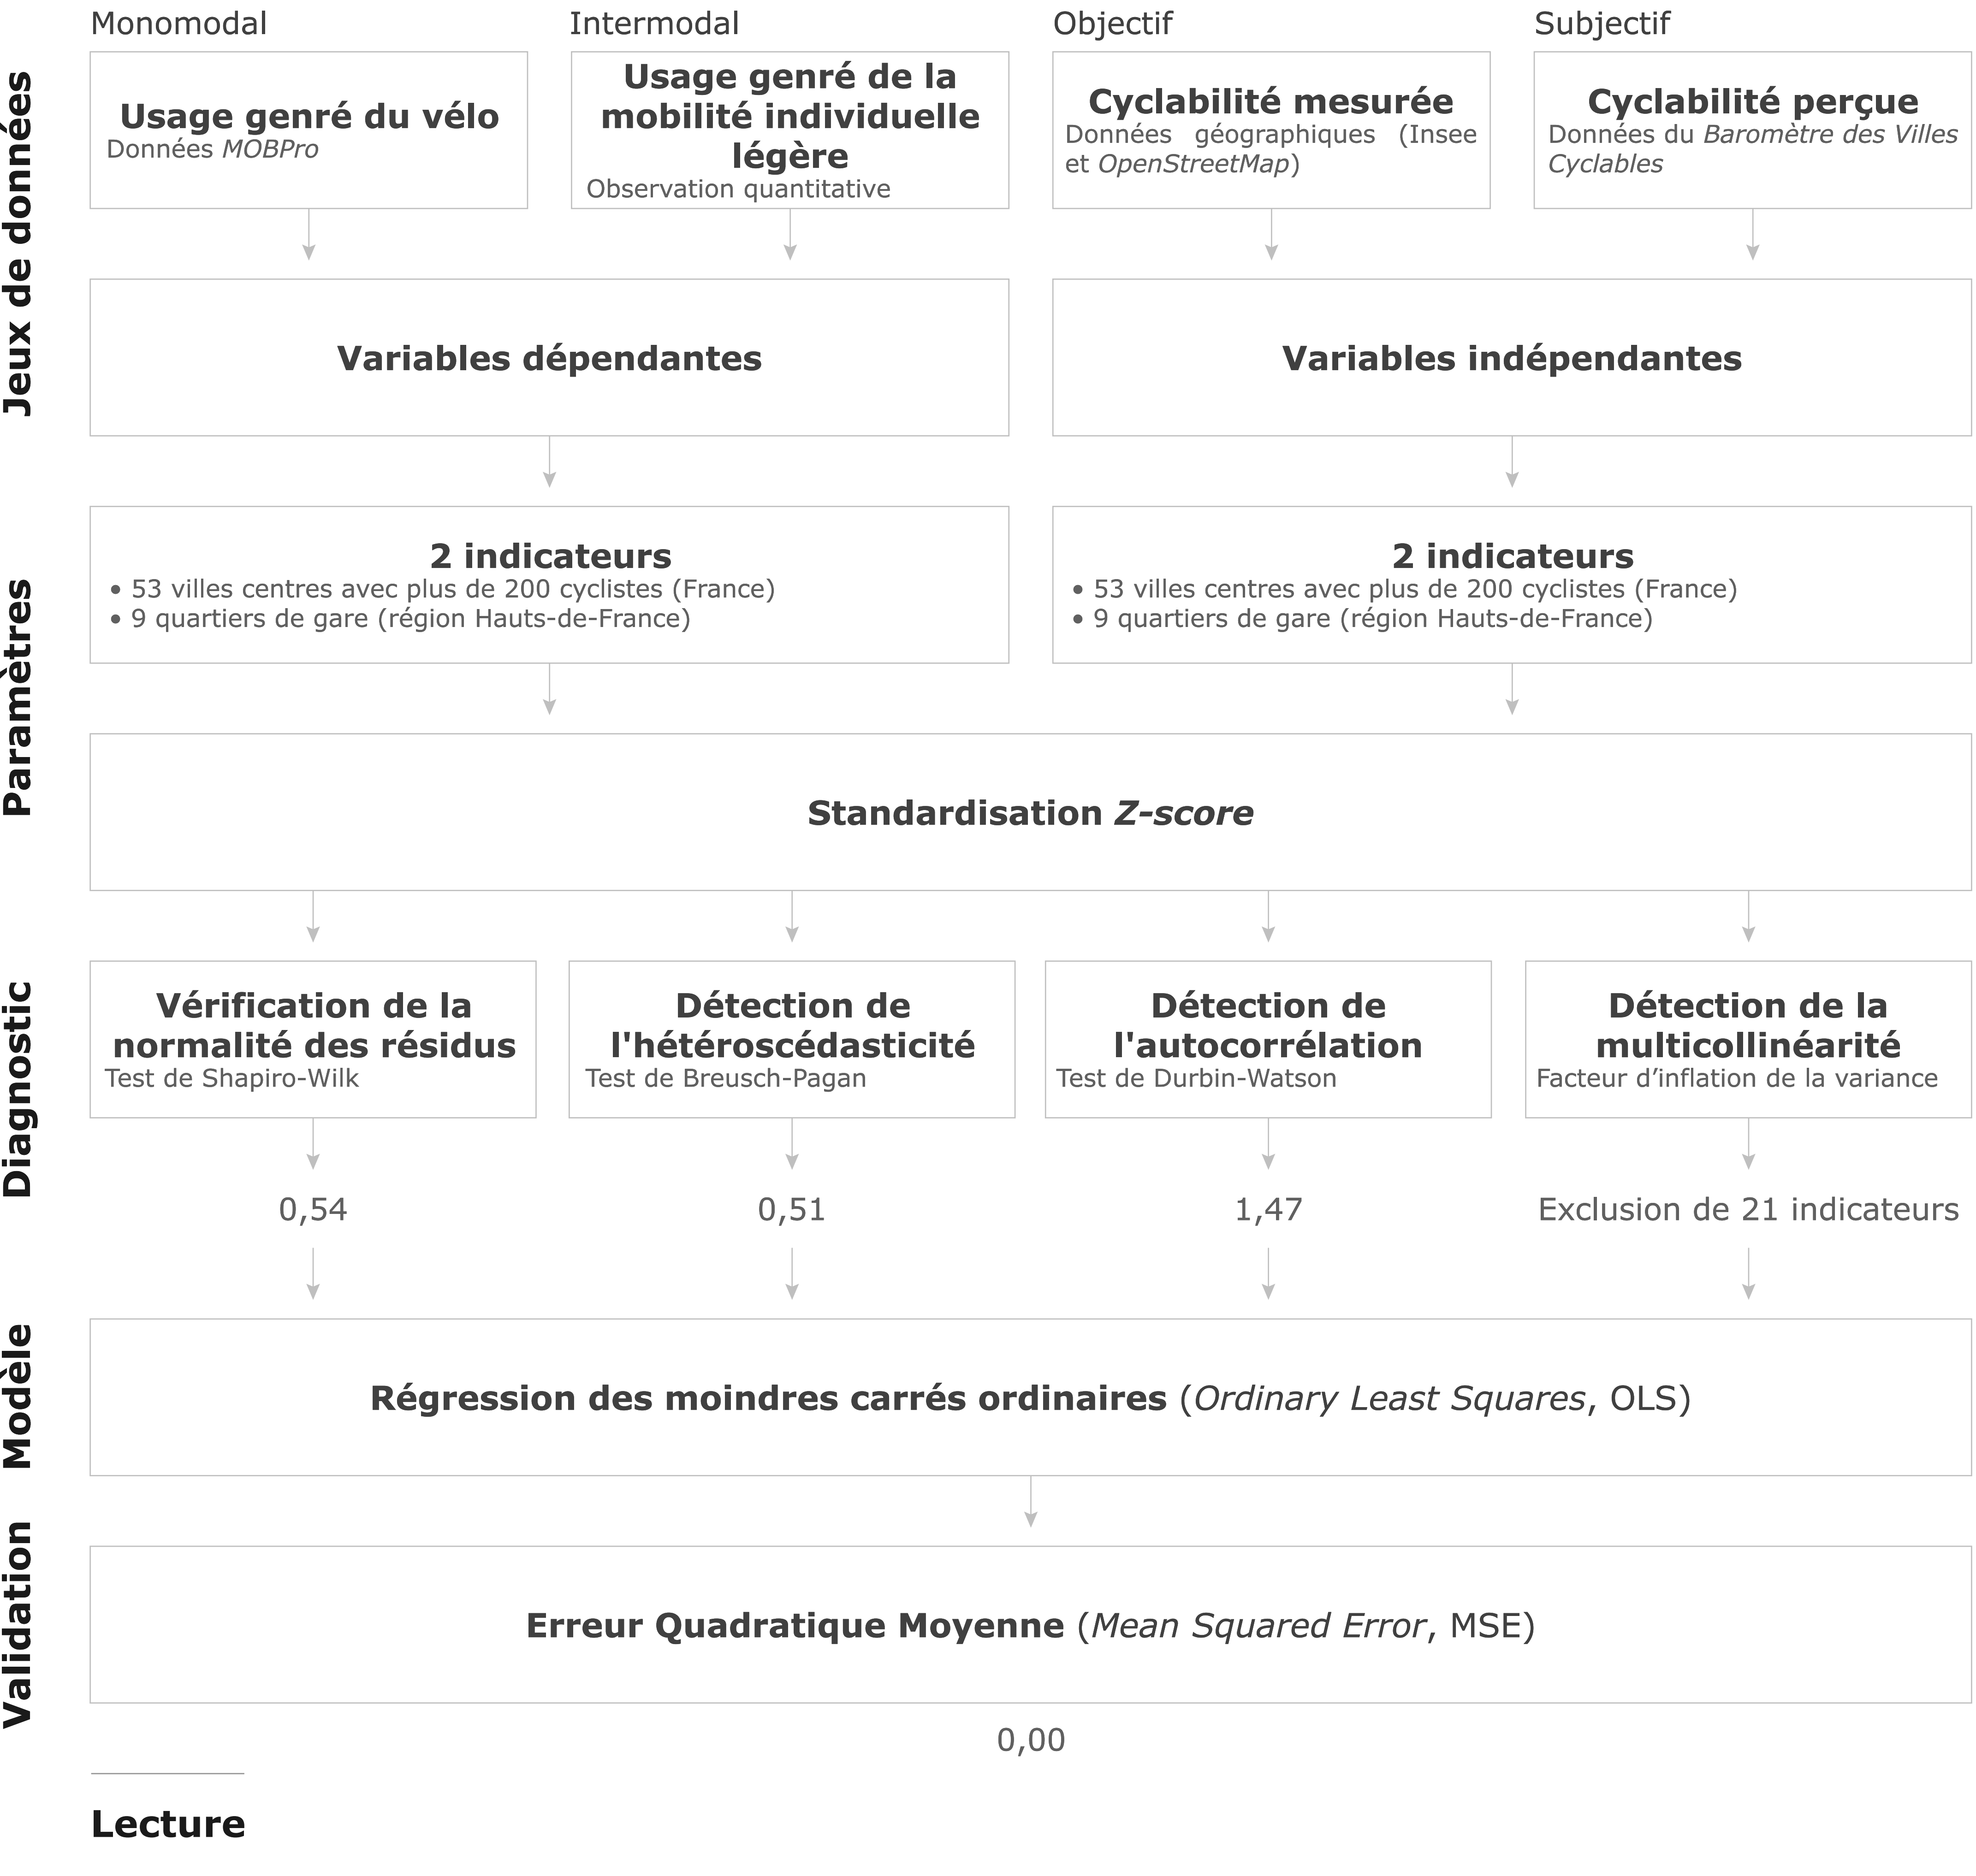 Monomodal
Intermodal
Objectif
Subjectif
Jeux de données
Usage genré du vélo
Données MOBPro
Usage genré de la
mobilité individuelle
légère
Observation quantitative
Cyclabilité mesurée
Données géographiques (Insee
et OpenStreetMap)
Cyclabilité perçue
Données du Baromètre des Villes
Cyclables
Variables dépendantes
Variables indépendantes
Paramètres
2 indicateurs
• 53 villes centres avec plus de 200 cyclistes (France)
• 9 quartiers de gare (région Hauts-de-France)
2 indicateurs
• 53 villes centres avec plus de 200 cyclistes (France)
• 9 quartiers de gare (région Hauts-de-France)
Standardisation Z-score
Diagnostic
Vérification de la
normalité des résidus
Test de Shapiro-Wilk
Détection de
l'hétéroscédasticité
Test de Breusch-Pagan
Détection de
l'autocorrélation
Test de Durbin-Watson
Détection de la
multicollinéarité
Facteur d’inflation de la variance
0,54
0,51
1,47
Exclusion de 21 indicateurs
Modèle
Régression des moindres carrés ordinaires (Ordinary Least Squares, OLS)
Validation
Erreur Quadratique Moyenne (Mean Squared Error, MSE)
0,00
Lecture